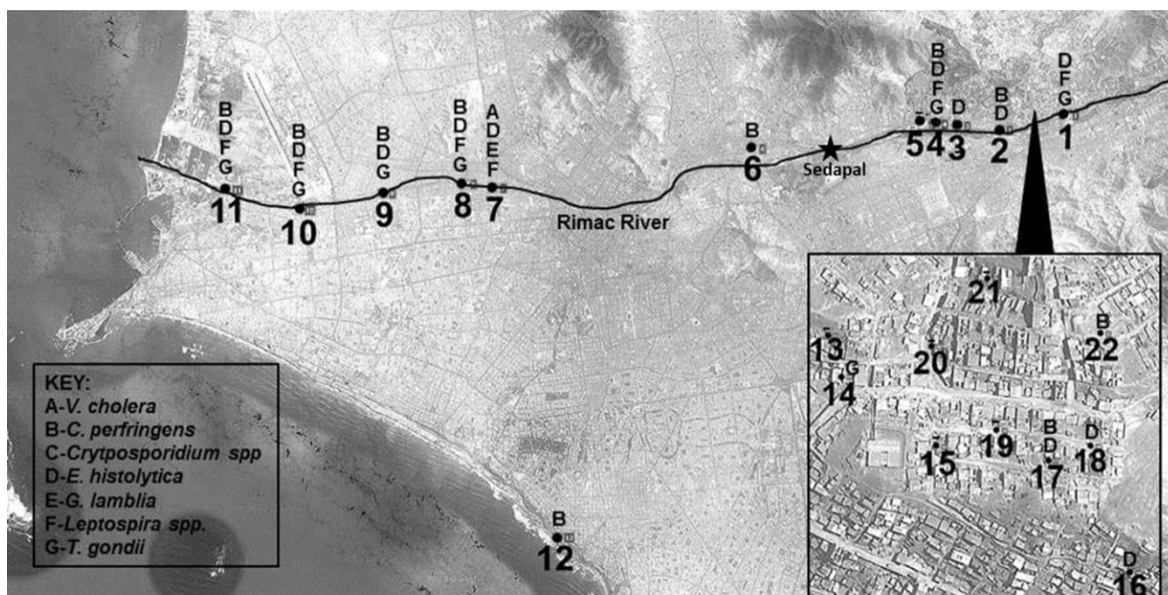 B
D
F
G
11
B
D
F
G
10
B
D
G
9
B
D
F
G
8
A
D
E
F
7
Rimac River
B
6
Sedapal
-
5
B
D
F
G
4
D
3
B
D
2
D
F
G
1
B
12
KEY:
A-V. cholera
B-C. perfringens
C-Crytposporidium spp
D-E. histolytica
E-G. lamblia
F-Leptospira spp.
G-T. gondii
-
21
-
13
-
20
B
22
G
14
-
15
-
19
B
D
17
D
18
D
16